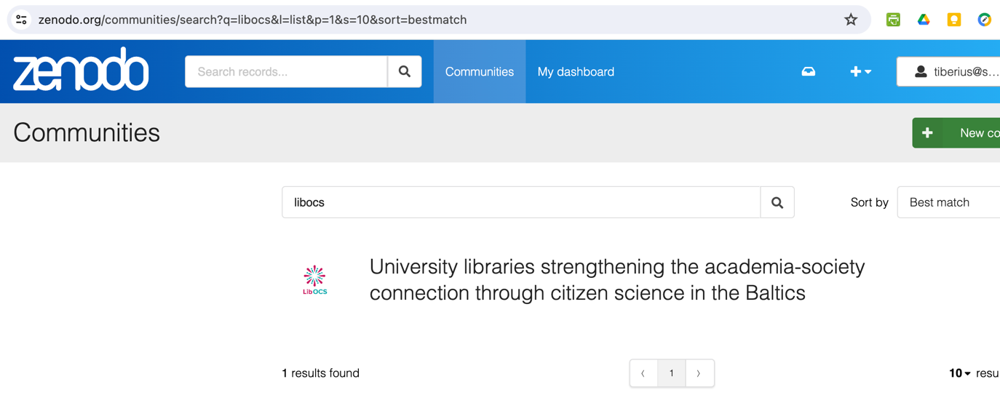 zenodo.org/communities/search?q=libocs&l=list&p=1&s=10&sort=bestmatch
zenodo Search records... Communities My dashboard tiberius@s...
Communities New co
libocs Sort by Best match
LibOCS
University libraries strengthening the academia-society
connection through citizen science in the Baltics
1 results found 1 10 resu